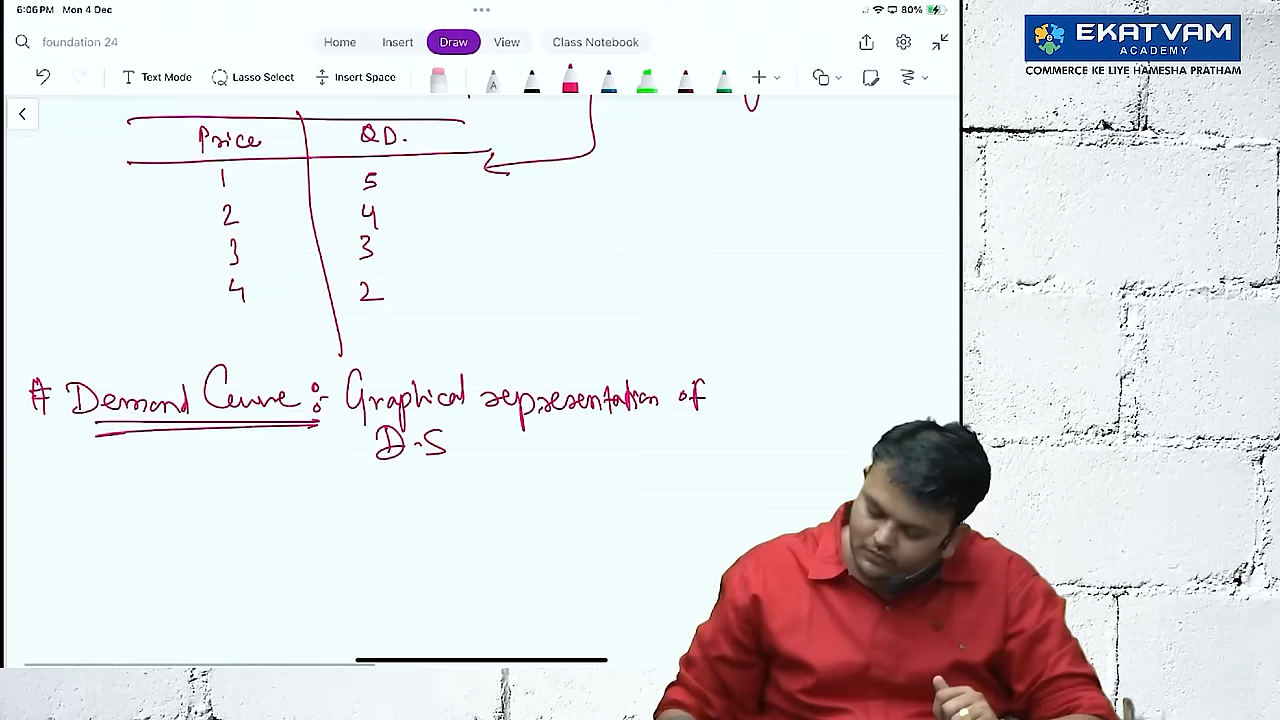 6:06 PM Mon 4 Dec
80%
foundation 24
Home Insert Draw View Class Notebook
Text Mode Lasso Select Insert Space
EKATVAM
ACADEMY
COMMERCE KE LIYE HAMESHA PRATHAM
Price QD.
1 5
2 4
3 3
4 2
# Demand Curve :- Graphical representation of
D.S